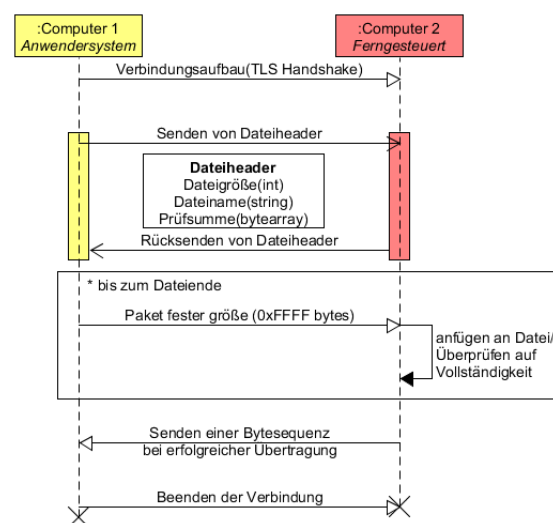 :Computer 1
Anwendersystem
:Computer 2
Ferngesteuert
Verbindungsaufbau(TLS Handshake)
Senden von Dateiheader
Dateiheader
Dateigröße(int)
Dateiname(string)
Prüfsumme(bytearray)
Rücksenden von Dateiheader
* bis zum Dateiende
Paket fester größe (0xFFFF bytes)
anfügen an Datei/
Überprüfen auf
Vollständigkeit
Senden einer Bytesequenz
bei erfolgreicher Übertragung
Beenden der Verbindung